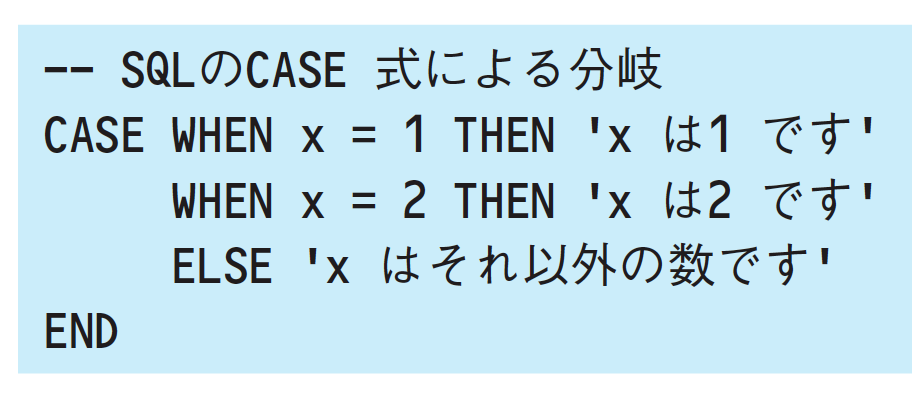 -- SQLのCASE 式による分岐
CASE WHEN x = 1 THEN 'x は1 です'
WHEN x = 2 THEN 'x は2 です'
ELSE 'x はそれ以外の数です'
END